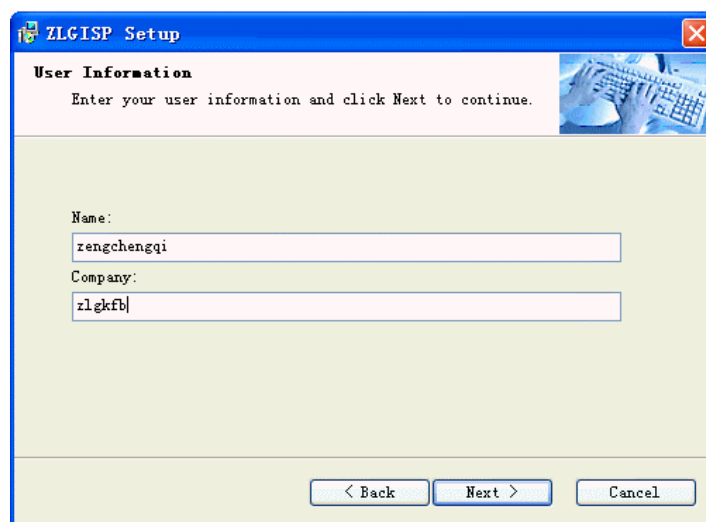 ZLGISP Setup
User Information
Enter your user information and click Next to continue.
Name:
zengchengqi
Company:
zlgkfb
< Back
Next >
Cancel